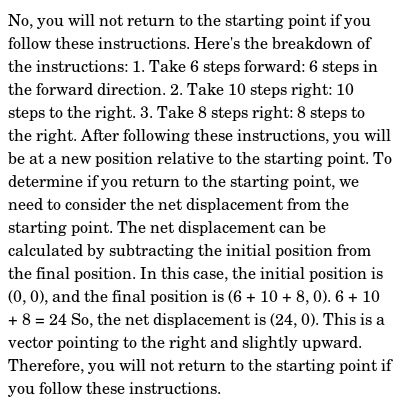 No, you will not return to the starting point if you
follow these instructions. Here's the breakdown of
the instructions: 1. Take 6 steps forward: 6 steps in
the forward direction. 2. Take 10 steps right: 10
steps to the right. 3. Take 8 steps right: 8 steps to
the right. After following these instructions, you will
be at a new position relative to the starting point. To
determine if you return to the starting point, we
need to consider the net displacement from the
starting point. The net displacement can be
calculated by subtracting the initial position from
the final position. In this case, the initial position is
(0, 0), and the final position is (6 + 10 + 8, 0). 6 + 10
+ 8 = 24 So, the net displacement is (24, 0). This is a
vector pointing to the right and slightly upward.
Therefore, you will not return to the starting point if
you follow these instructions.